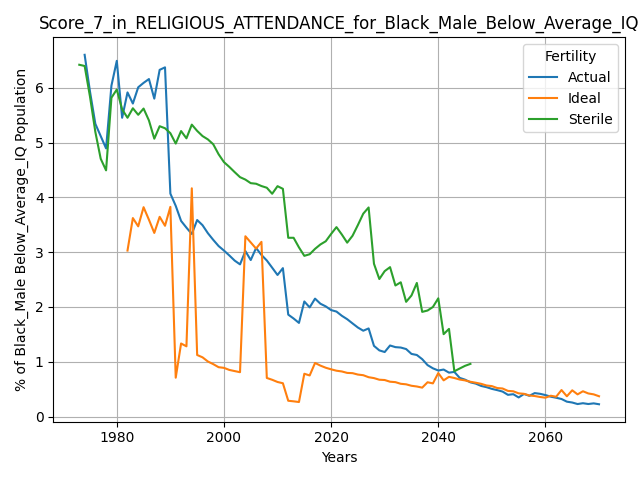 Score_7_in_RELIGIOUS_ATTENDANCE_for_Black_Male_Below_Average_IQ
% of Black_Male Below_Average_IQ Population
6
5
4
3
2
1
0
Fertility
Actual
Ideal
Sterile
1980 2000 2020 2040 2060
Years